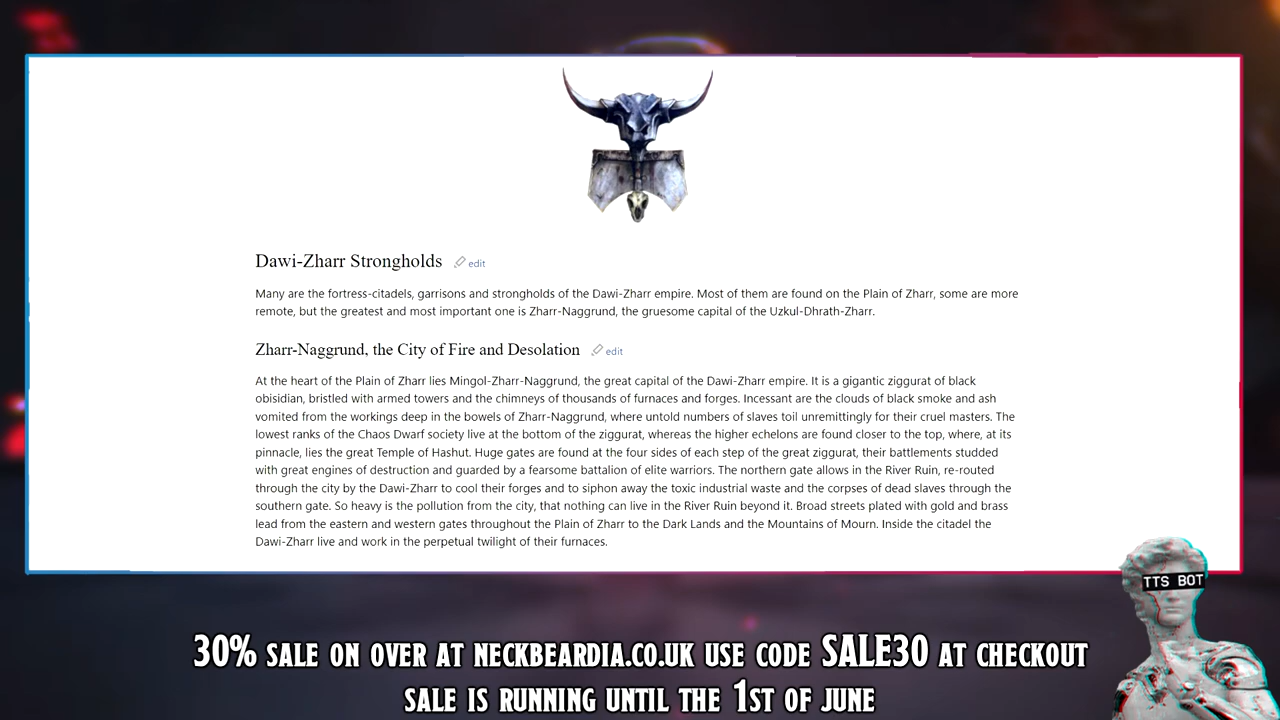 Dawi-Zharr Strongholds edit
Many are the fortress-citadels, garrisons and strongholds of the Dawi-Zharr empire. Most of them are found on the Plain of Zharr, some are more
remote, but the greatest and most important one is Zharr-Naggrund, the gruesome capital of the Uzkul-Dhrath-Zharr.
Zharr-Naggrund, the City of Fire and Desolation edit
At the heart of the Plain of Zharr lies Mingol-Zharr-Naggrund, the great capital of the Dawi-Zharr empire. It is a gigantic ziggurat of black
obisidian, bristled with armed towers and the chimneys of thousands of furnaces and forges. Incessant are the clouds of black smoke and ash
vomited from the workings deep in the bowels of Zharr-Naggrund, where untold numbers of slaves toil unremittingly for their cruel masters. The
lowest ranks of the Chaos Dwarf society live at the bottom of the ziggurat, whereas the higher echelons are found closer to the top, where, at its
pinnacle, lies the great Temple of Hashut. Huge gates are found at the four sides of each step of the great ziggurat, their battlements studded
with great engines of destruction and guarded by a fearsome battalion of elite warriors. The northern gate allows in the River Ruin, re-routed
through the city by the Dawi-Zharr to cool their forges and to siphon away the toxic industrial waste and the corpses of dead slaves through the
southern gate. So heavy is the pollution from the city, that nothing can live in the River Ruin beyond it. Broad streets plated with gold and brass
lead from the eastern and western gates throughout the Plain of Zharr to the Dark Lands and the Mountains of Mourn. Inside the citadel the
Dawi-Zharr live and work in the perpetual twilight of their furnaces.
TTS BOT
30% SALE ON OVER AT NECKBEARDIA.CO.UK USE CODE SALE30 AT CHECKOUT
SALE IS RUNNING UNTIL THE 1ST OF JUNE